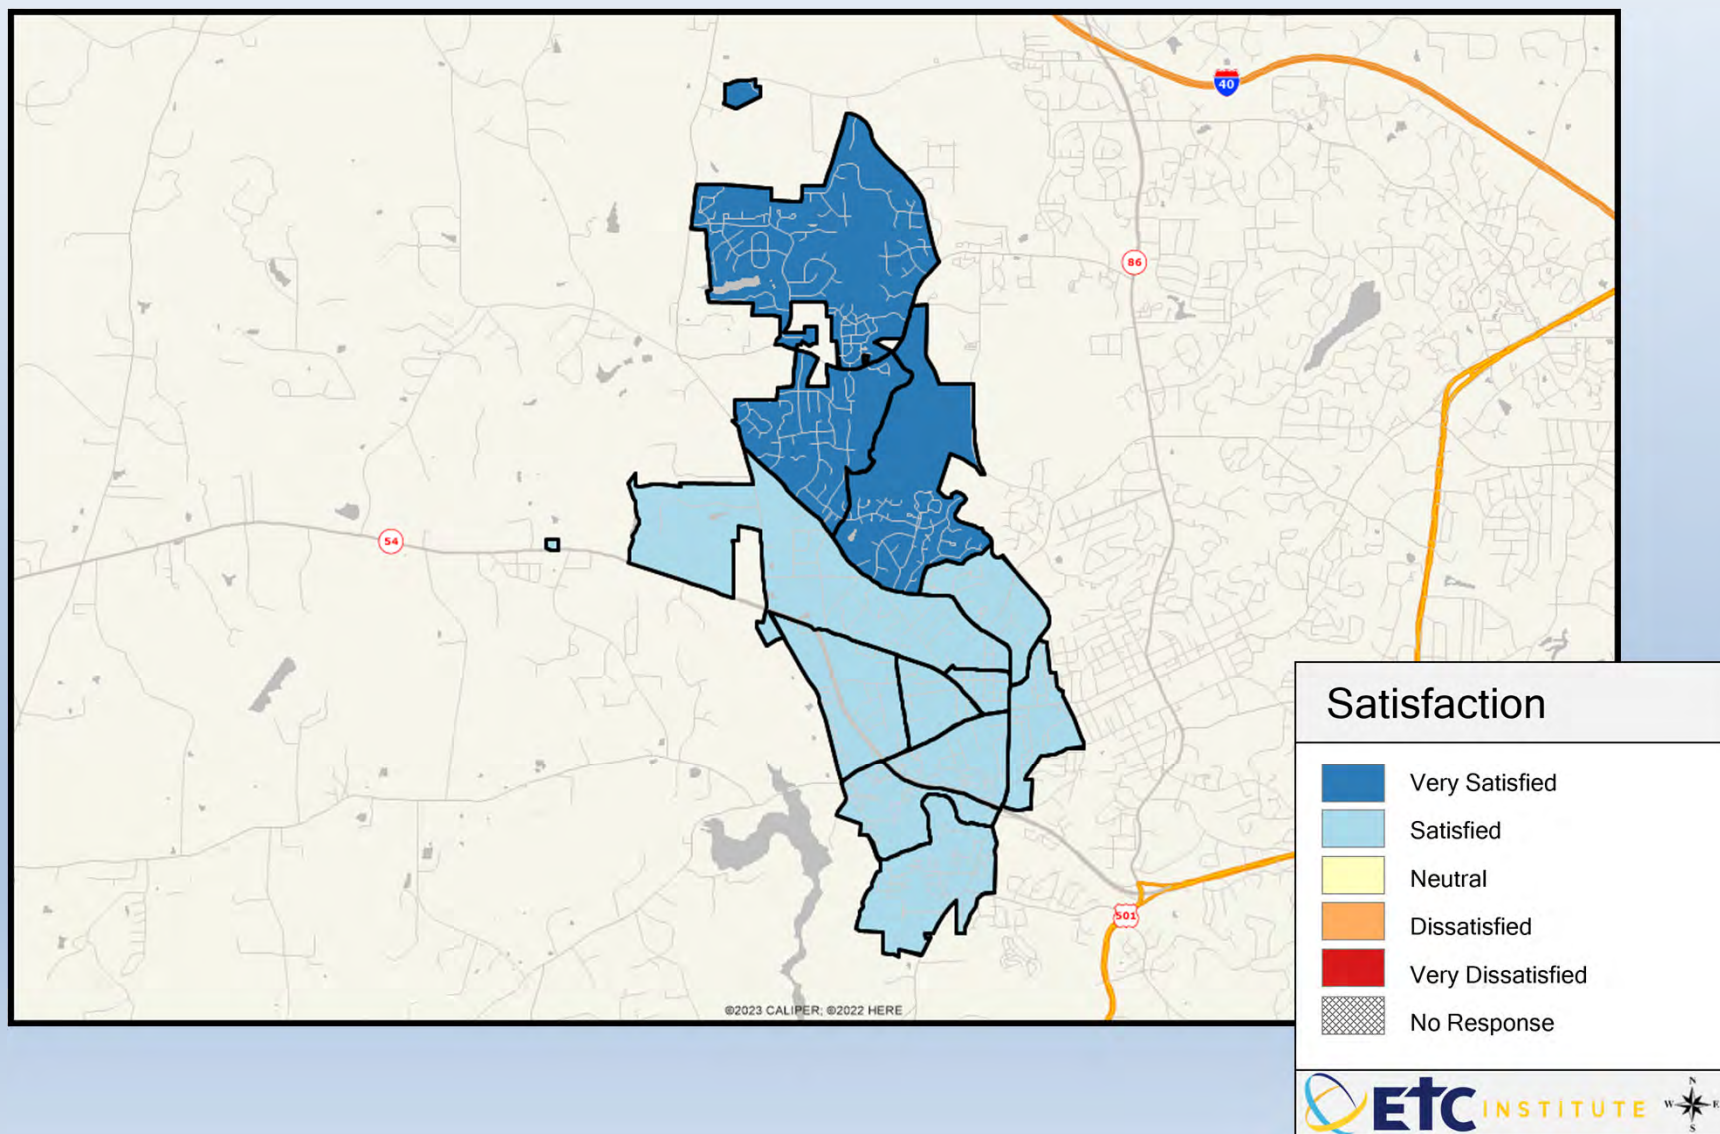 40
86
54
501
©2023 CALIPER; ©2022 HERE
Satisfaction
Very Satisfied
Satisfied
Neutral
Dissatisfied
Very Dissatisfied
No Response
ETC INSTITUTE
N
W E
S